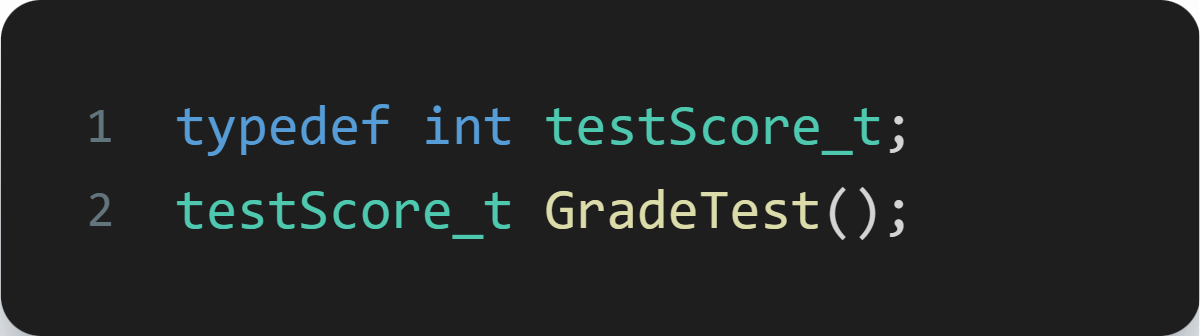 1 typedef int testScore_t;
2 testScore_t GradeTest();